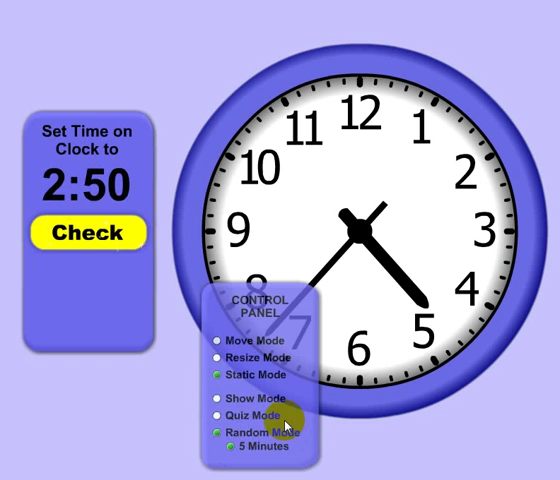 Set Time on
Clock to
2:50
Check
12
11
1
10
2
9
3
8
4
7
5
6
CONTROL
PANEL
Move Mode
Resize Mode
Static Mode
Show Mode
Quiz Mode
Random Mode
5 Minutes